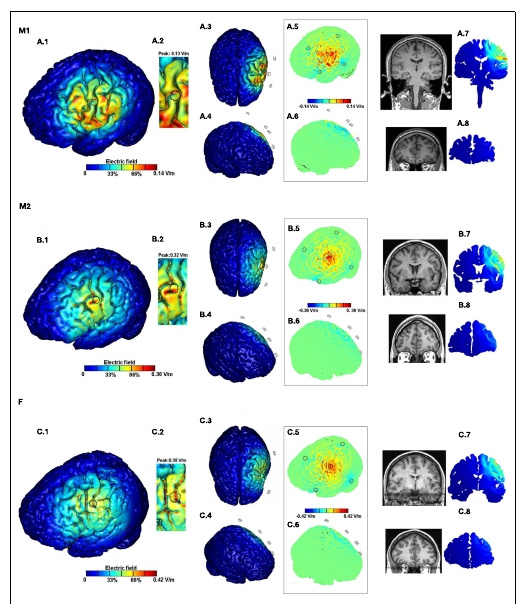 M1
A.1
A.2
Peak: 0.13 V/m
A.3
A.4
A.5
-0.14 V/m 0.14 V/m
A.6
A.7
A.8
Electric field
0 33% 66% 0.14 V/m
M2
B.1
B.2
Peak:0.32 V/m
B.3
B.4
B.5
-0.36 V/m 0.36 V/m
B.6
B.7
B.8
Electric field
0 33% 66% 0.36 V/m
F
C.1
C.2
Peak:0.38 V/m
C.3
C.4
C.5
-0.42 V/m 0.42 V/m
C.6
C.7
C.8
Electric field
0 33% 66% 0.42 V/m